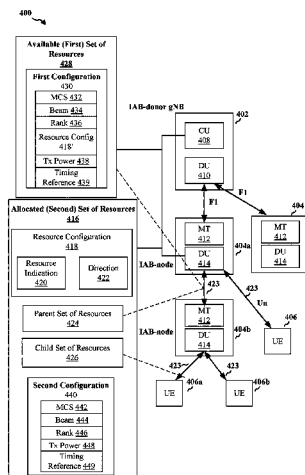 400
Available (First) Set of
Resources
428
First Configuration
430
MCS 432
Beam 434
Rank 436
Resource Config
418'
Tx Power 438
Timing
Reference 439
Allocated (Second) Set of Resources
416
Resource Configuration
418
Resource
Indication
420
Direction
422
Parent Set of Resources
424
Child Set of Resources
426
Second Configuration
440
MCS 442
Beam 444
Rank 446
Tx Power 448
Timing
Reference 449
IAB-donor gNB
402
CU
408
DU
410
F1
F1
404
MT
412
DU
414
IAB-node
MT
412
DU
414
404a
423
423
Un
IAB-node
MT
412
DU
414
404b
406
UE
423
423
406a
UE
406b
UE